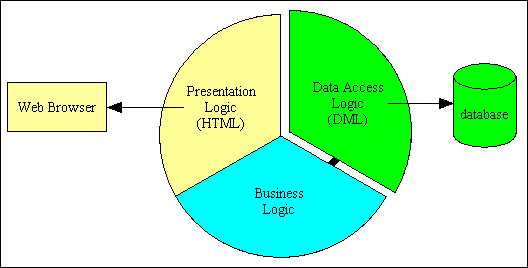 Web Browser
Presentation
Logic
(HTML)
Data Access
Logic
(DML)
database
Business
Logic